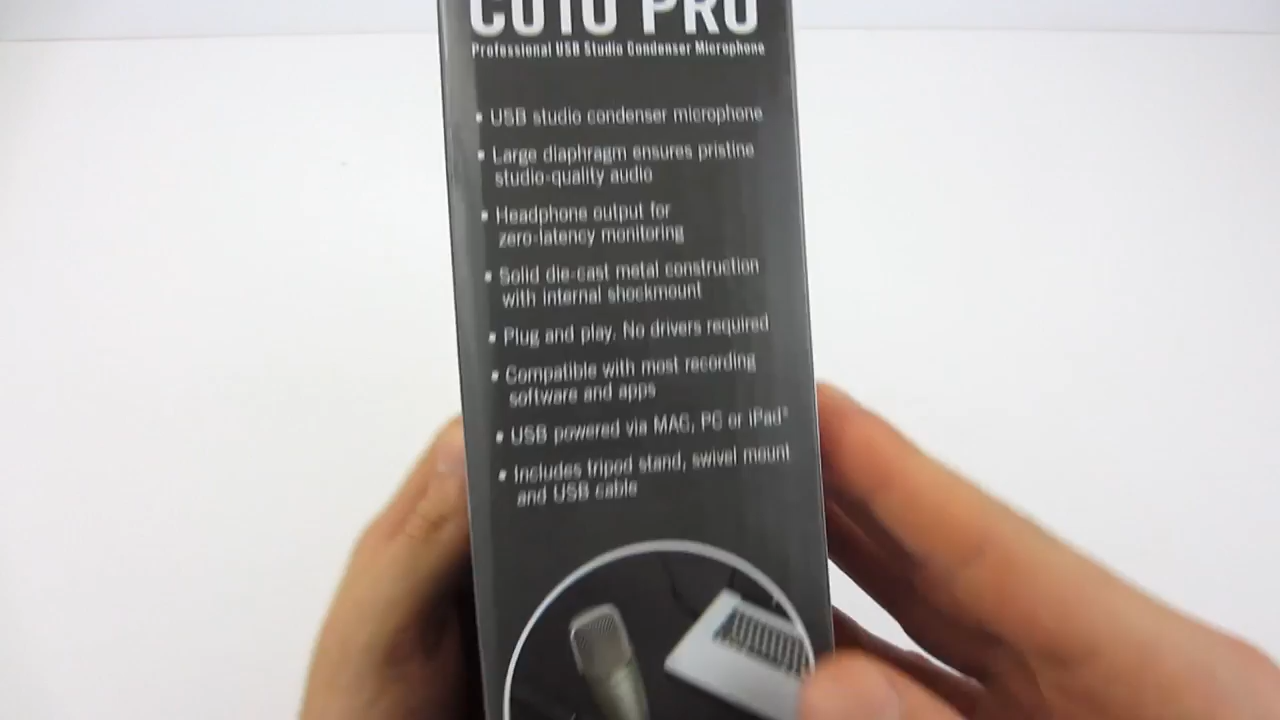 CO1U PRO
Professional USB Studio Condenser Microphone
• USB studio condenser microphone
• Large diaphragm ensures pristine
studio-quality audio
• Headphone output for
zero-latency monitoring
• Solid die-cast metal construction
with internal shockmount
• Plug and play. No drivers required
• Compatible with most recording
software and apps
• USB powered via MAC, PC or iPad®
• Includes tripod stand, swivel mount
and USB cable